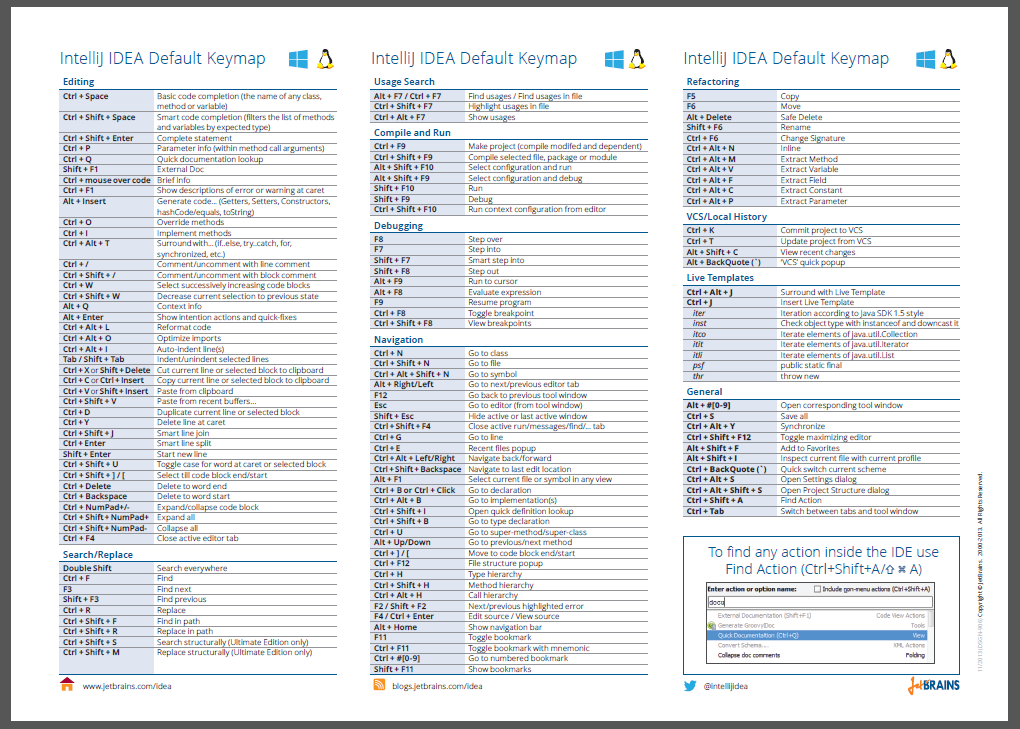 IntelliJ IDEA Default Keymap
Editing
Ctrl + Space Basic code completion (the name of any class,
method or variable)
Ctrl + Shift + Space Smart code completion (filters the list of methods
and variables by expected type)
Ctrl + Shift + Enter Complete statement
Ctrl + P Parameter info (within method call arguments)
Ctrl + Q Quick documentation lookup
Shift + F1 External Doc
Ctrl + mouse over code Brief Info
Ctrl + F1 Show descriptions of error or warning at caret
Alt + Insert Generate code... (Getters, Setters, Constructors,
hashCode/equals, toString)
Ctrl + O Override methods
Ctrl + I Implement methods
Ctrl + Alt + T Surround with... (if..else, try..catch, for,
synchronized, etc.)
Ctrl + / Comment/uncomment with line comment
Ctrl + Shift + / Comment/uncomment with block comment
Ctrl + W Select successively increasing code blocks
Ctrl + Shift + W Decrease current selection to previous state
Alt + Q Context info
Alt + Enter Show intention actions and quick-fixes
Ctrl + Alt + L Reformat code
Ctrl + Alt + O Optimize imports
Ctrl + Alt + I Auto-indent line(s)
Tab / Shift + Tab Indent/unindent selected lines
Ctrl + X or Shift + Delete Cut current line or selected block to clipboard
Ctrl + C or Ctrl + Insert Copy current line or selected block to clipboard
Ctrl + V or Shift + Insert Paste from clipboard
Ctrl + Shift + V Paste from recent buffers...
Ctrl + D Duplicate current line or selected block
Ctrl + Y Delete line at caret
Ctrl + Shift + J Smart line join
Ctrl + Enter Smart line split
Shift + Enter Start new line
Ctrl + Shift + U Toggle case for word at caret or selected block
Ctrl + Shift + ] / [ Select till code block end/start
Ctrl + Delete Delete to word end
Ctrl + Backspace Delete to word start
Ctrl + NumPad+/- Expand/collapse code block
Ctrl + Shift + NumPad+ Expand all
Ctrl + Shift + NumPad- Collapse all
Ctrl + F4 Close active editor tab
Search/Replace
Double Shift Search everywhere
Ctrl + F Find
F3 Find next
Shift + F3 Find previous
Ctrl + R Replace
Ctrl + Shift + F Find in path
Ctrl + Shift + R Replace in path
Ctrl + Shift + S Search structurally (Ultimate Edition only)
Ctrl + Shift + M Replace structurally (Ultimate Edition only)
www.jetbrains.com/idea
IntelliJ IDEA Default Keymap
Usage Search
Alt + F7 / Ctrl + F7 Find usages / Find usages in file
Ctrl + Shift + F7 Highlight usages in file
Ctrl + Alt + F7 Show usages
Compile and Run
Ctrl + F9 Make project (compile modifed and dependent)
Ctrl + Shift + F9 Compile selected file, package or module
Alt + Shift + F10 Select configuration and run
Alt + Shift + F9 Select configuration and debug
Shift + F10 Run
Shift + F9 Debug
Ctrl + Shift + F10 Run context configuration from editor
Debugging
F8 Step over
F7 Step into
Shift + F7 Smart step into
Shift + F8 Step out
Alt + F9 Run to cursor
Alt + F8 Evaluate expression
F9 Resume program
Ctrl + F8 Toggle breakpoint
Ctrl + Shift + F8 View breakpoints
Navigation
Ctrl + N Go to class
Ctrl + Shift + N Go to file
Ctrl + Alt + Shift + N Go to symbol
Alt + Right/Left Go to next/previous editor tab
F12 Go back to previous tool window
Esc Go to editor (from tool window)
Shift + Esc Hide active or last active window
Ctrl + Shift + F4 Close active run/messages/find/... tab
Ctrl + G Go to line
Ctrl + E Recent files popup
Ctrl + Alt + Left/Right Navigate back/forward
Ctrl + Shift + Backspace Navigate to last edit location
Alt + F1 Select current file or symbol in any view
Ctrl + B or Ctrl + Click Go to declaration
Ctrl + Alt + B Go to implementation(s)
Ctrl + Shift + I Open quick definition lookup
Ctrl + Shift + B Go to type declaration
Ctrl + U Go to super-method/super-class
Alt + Up/Down Go to previous/next method
Ctrl + ] / [ Move to code block end/start
Ctrl + F12 File structure popup
Ctrl + H Type hierarchy
Ctrl + Shift + H Method hierarchy
Ctrl + Alt + H Call hierarchy
F2 / Shift + F2 Next/previous highlighted error
F4 / Ctrl + Enter Edit source / View source
Alt + Home Show navigation bar
F11 Toggle bookmark
Ctrl + F11 Toggle bookmark with mnemonic
Ctrl + #[0-9] Go to numbered bookmark
Shift + F11 Show bookmarks
blogs.jetbrains.com/idea
IntelliJ IDEA Default Keymap
Refactoring
F5 Copy
F6 Move
Alt + Delete Safe Delete
Shift + F6 Rename
Ctrl + F6 Change Signature
Ctrl + Alt + N Inline
Ctrl + Alt + M Extract Method
Ctrl + Alt + V Extract Variable
Ctrl + Alt + F Extract Field
Ctrl + Alt + C Extract Constant
Ctrl + Alt + P Extract Parameter
VCS/Local History
Ctrl + K Commit project to VCS
Ctrl + T Update project from VCS
Alt + Shift + C View recent changes
Alt + BackQuote (`) 'VCS' quick popup
Live Templates
Ctrl + Alt + J Surround with Live Template
Ctrl + J Insert Live Template
iter Iteration according to Java SDK 1.5 style
inst Check object type with instanceof and downcast it
itco Iterate elements of java.util.Collection
itit Iterate elements of java.util.Iterator
itli Iterate elements of java.util.List
psf public static final
thr throw new
General
Alt + #[0-9] Open corresponding tool window
Ctrl + S Save all
Ctrl + Alt + Y Synchronize
Ctrl + Shift + F12 Toggle maximizing editor
Alt + Shift + F Add to Favorites
Alt + Shift + I Inspect current file with current profile
Ctrl + BackQuote (`) Quick switch current scheme
Ctrl + Alt + S Open Settings dialog
Ctrl + Alt + Shift + S Open Project Structure dialog
Ctrl + Shift + A Find Action
Ctrl + Tab Switch between tabs and tool window
To find any action inside the IDE use
Find Action (Ctrl+Shift+A/⇧ ⌘ A)
Enter action or option name: Include non-menu actions (Ctrl+Shift+A)
docu
External Documentation (Shift+F1) Code View Actions
Generate GroovyDoc Tools
Quick Documentation (Ctrl+Q) View
Convert Schema... XML Actions
Collapse doc comments Folding
@intellijidea
JetBRAINS
Copyright © JetBrains. 2000-2013. All Rights Reserved.